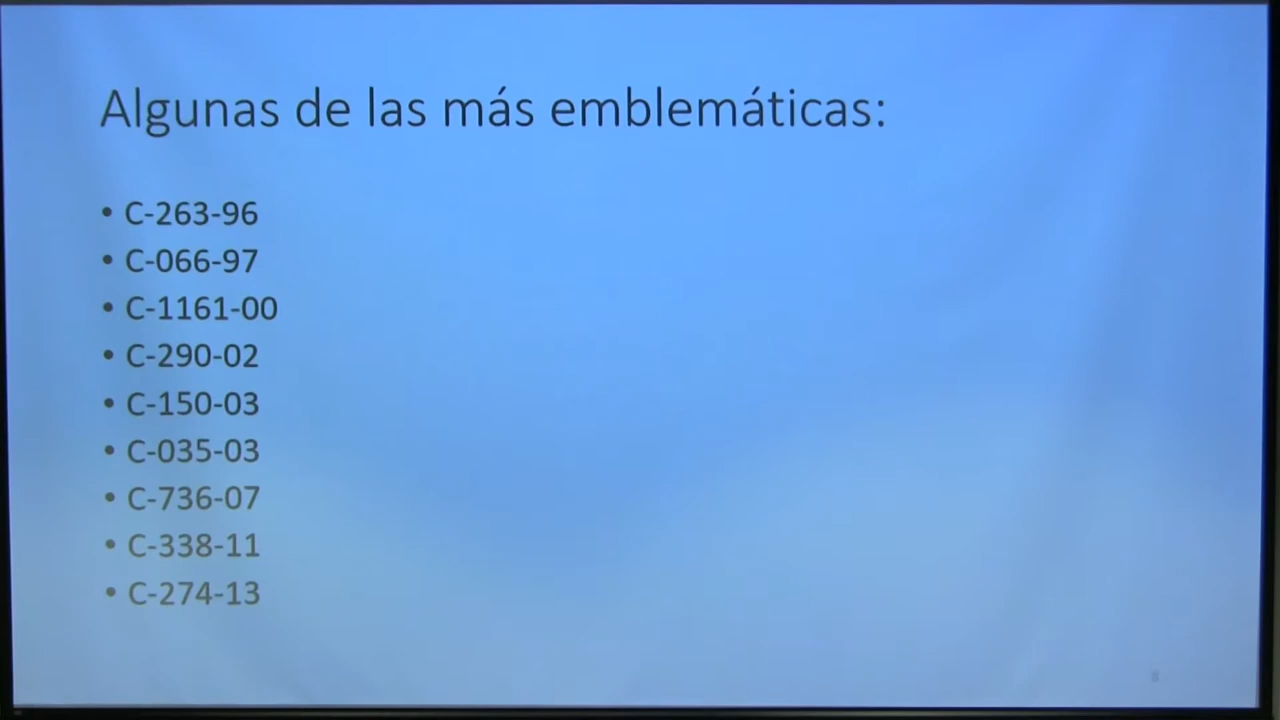 Algunas de las más emblemáticas:
• C-263-96
• C-066-97
• C-1161-00
• C-290-02
• C-150-03
• C-035-03
• C-736-07
• C-338-11
• C-274-13